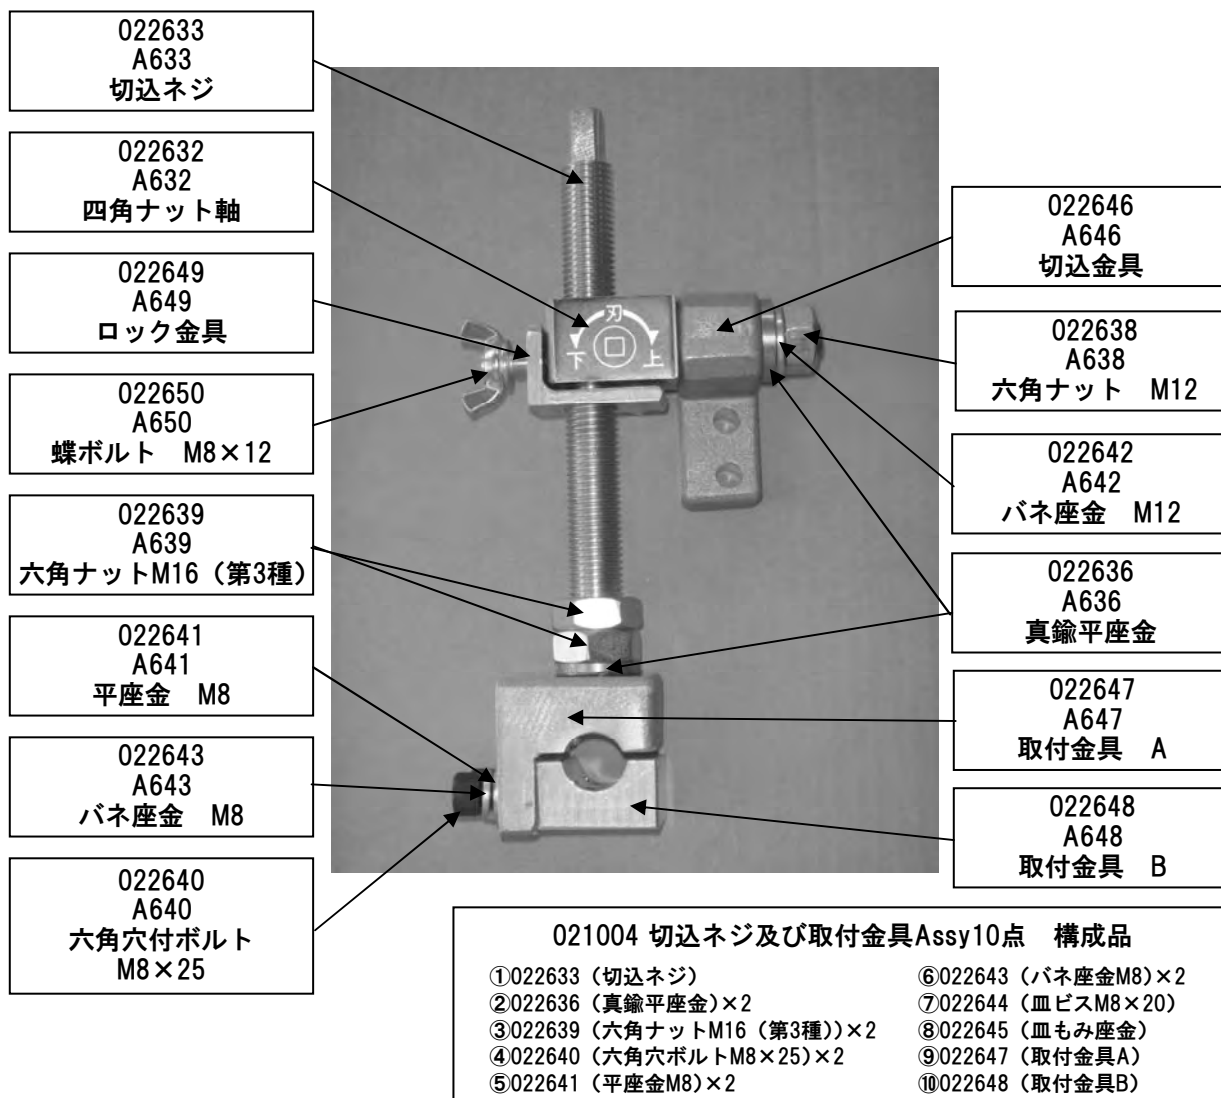 022633
A633
切込ネジ
022632
A632
四角ナット軸
022649
A649
ロック金具
022650
A650
蝶ボルト　M8×12
022639
A639
六角ナットM16（第3種）
022641
A641
平座金　M8
022643
A643
バネ座金　M8
022640
A640
六角穴付ボルト
M8×25
刃
下 上
022646
A646
切込金具
022638
A638
六角ナット　M12
022642
A642
バネ座金　M12
022636
A636
真鍮平座金
022647
A647
取付金具　A
022648
A648
取付金具　B
021004 切込ネジ及び取付金具Assy10点　構成品
①022633（切込ネジ）
②022636（真鍮平座金）×2
③022639（六角ナットM16（第3種））×2
④022640（六角穴ボルトM8×25）×2
⑤022641（平座金M8）×2
⑥022643（バネ座金M8）×2
⑦022644（皿ビスM8×20）
⑧022645（皿もみ座金）
⑨022647（取付金具A）
⑩022648（取付金具B）